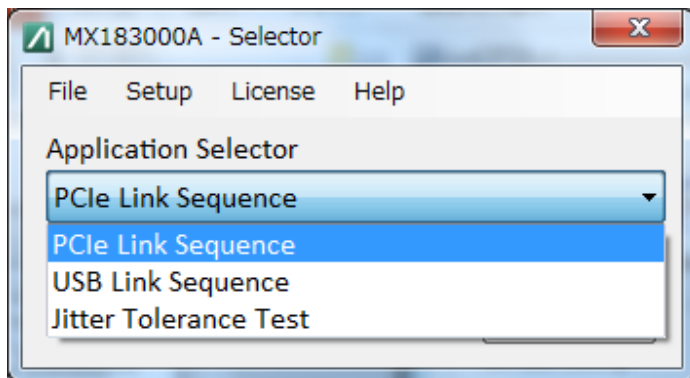 MX183000A - Selector
File Setup License Help
Application Selector
PCIe Link Sequence
PCIe Link Sequence
USB Link Sequence
Jitter Tolerance Test